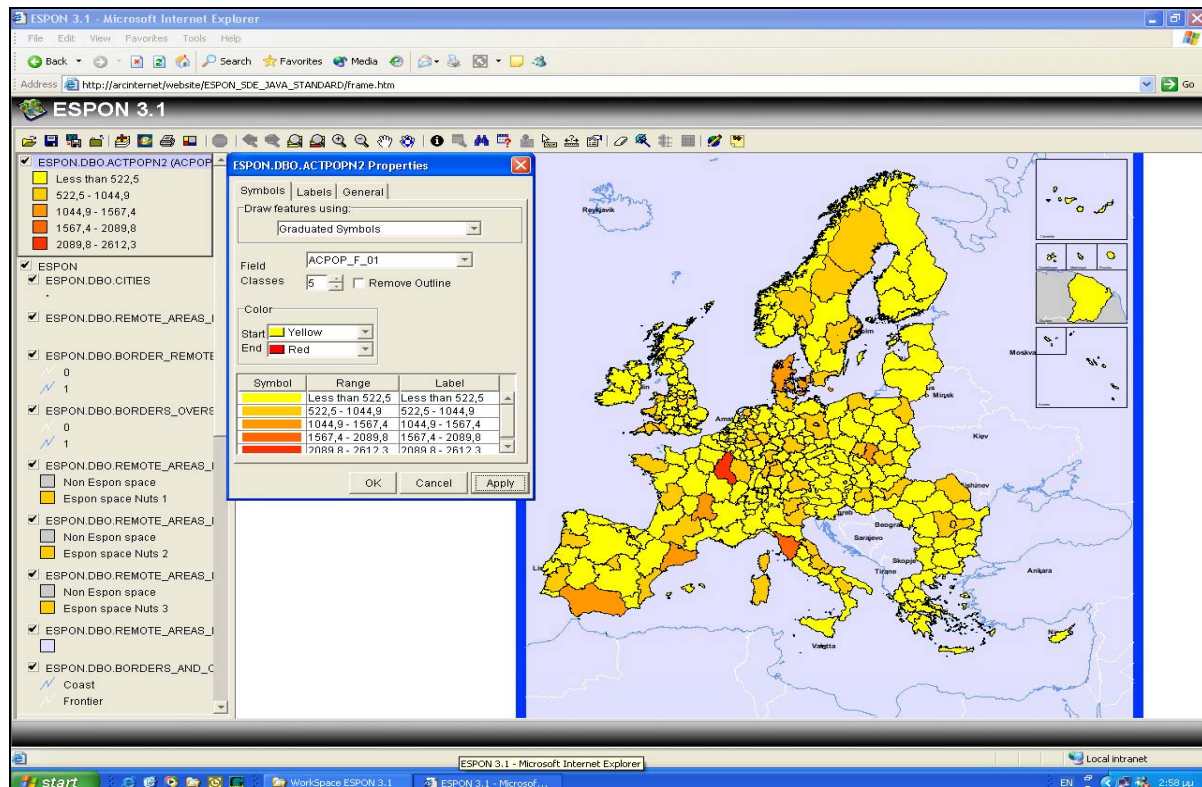 ESPON 3.1 - Microsoft Internet Explorer
File Edit View Favorites Tools Help
Back Search Favorites Media
Address http://arcinternet/website/ESPON_SDE_JAVA_STANDARD/frame.htm Go
ESPON 3.1
ESPON.DBO.ACTPOPN2 (ACPOP
Less than 522,5
522,5 - 1044,9
1044,9 - 1567,4
1567,4 - 2089,8
2089,8 - 2612,3
ESPON
ESPON.DBO.CITIES
ESPON.DBO.REMOTE_AREAS_
ESPON.DBO.BORDER_REMOTE
0
1
ESPON.DBO.BORDERS_OVERS
0
1
ESPON.DBO.REMOTE_AREAS_
Non Espon space
Espon space Nuts 1
ESPON.DBO.REMOTE_AREAS_
Non Espon space
Espon space Nuts 2
ESPON.DBO.REMOTE_AREAS_
Non Espon space
Espon space Nuts 3
ESPON.DBO.REMOTE_AREAS_
ESPON.DBO.BORDERS_AND_C
Coast
Frontier
ESPON.DBO.ACTPOPN2 Properties
Symbols Labels General
Draw features using:
Graduated Symbols
Field ACPOP_F_01
Classes 5 Remove Outline
Color
Start Yellow
End Red
Symbol Range Label
Less than 522,5 Less than 522,5
522,5 - 1044,9 522,5 - 1044,9
1044,9 - 1567,4 1044,9 - 1567,4
1567,4 - 2089,8 1567,4 - 2089,8
2089,8 - 2612,3 2089,8 - 2612,3
OK Cancel Apply
Reykjavik
Moskva
Minsk
Kiev
Beograd
Sarajevo
Skopje
Tirane
Ankara
Valletta
ESPON 3.1 - Microsoft Internet Explorer
Local intranet
start WorkSpace ESPON 3.1 ESPON 3.1 - Microsof... EN 2:58 μμ